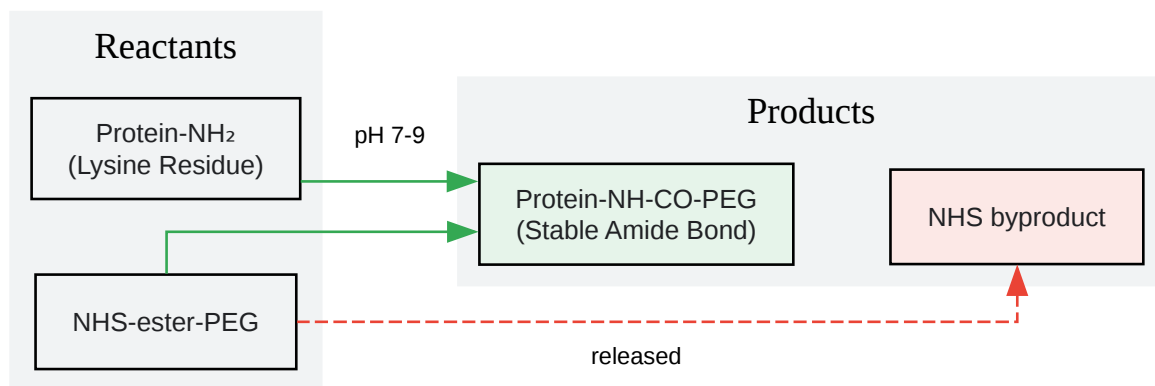 Reactants
Protein-NH₂
(Lysine Residue)
NHS-ester-PEG
pH 7-9
Products
Protein-NH-CO-PEG
(Stable Amide Bond)
NHS byproduct
released